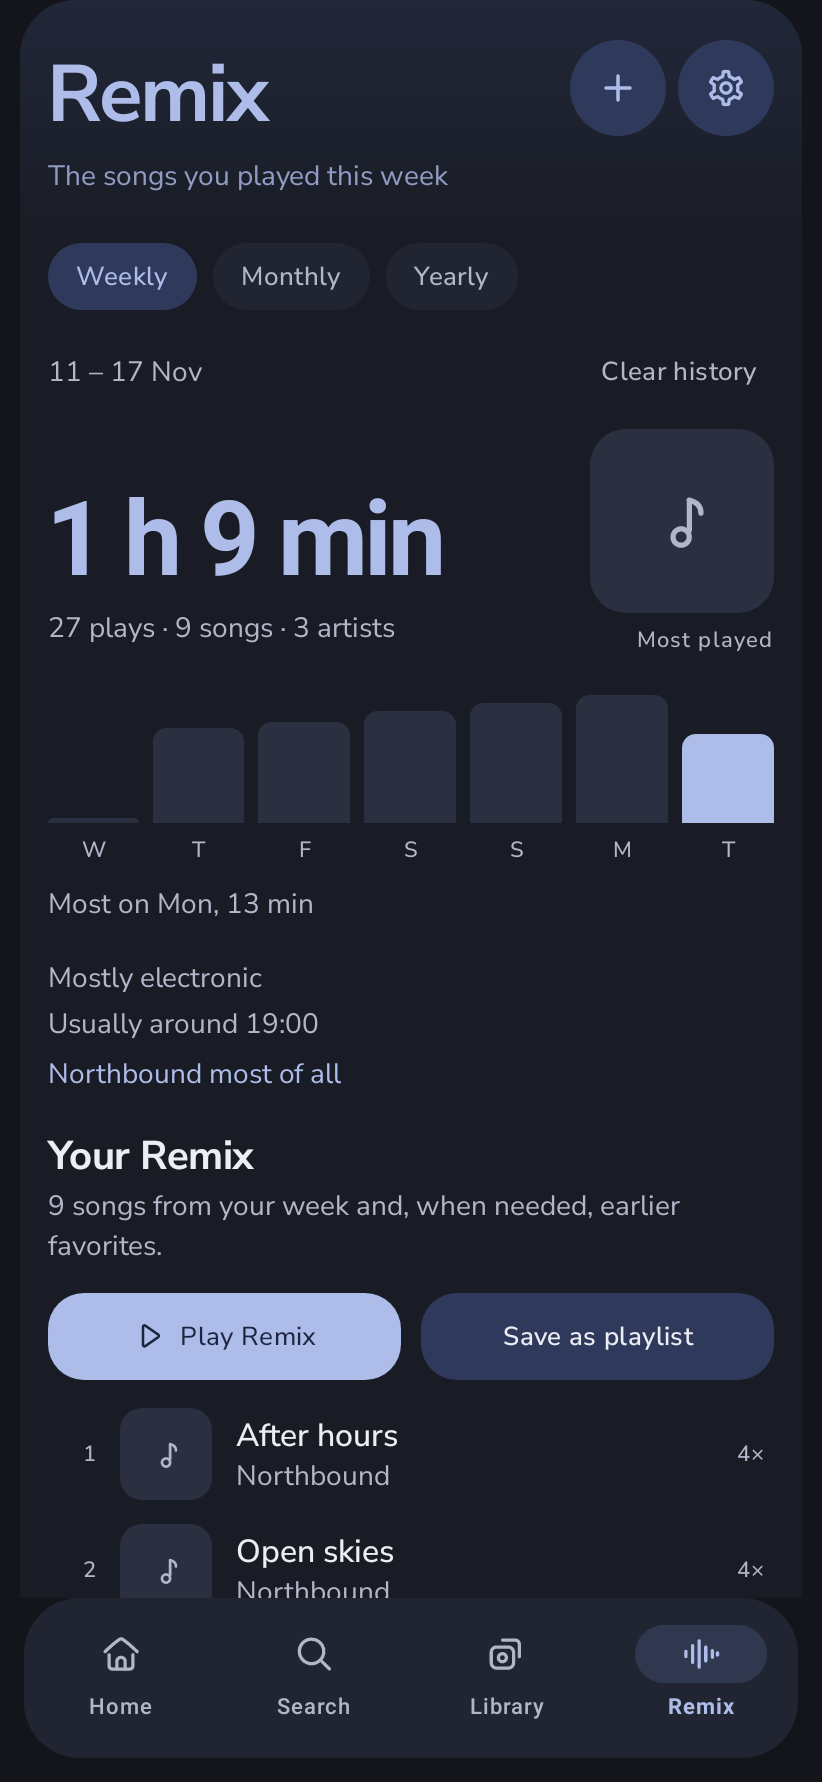 Remix
The songs you played this week
Weekly
Monthly
Yearly
11 – 17 Nov
Clear history
1 h 9 min
27 plays · 9 songs · 3 artists
Most played
W T F S S M T
Most on Mon, 13 min
Mostly electronic
Usually around 19:00
Northbound most of all
Your Remix
9 songs from your week and, when needed, earlier
favorites.
Play Remix
Save as playlist
1
After hours
Northbound
4×
2
Open skies
Northbound
4×
Home
Search
Library
Remix